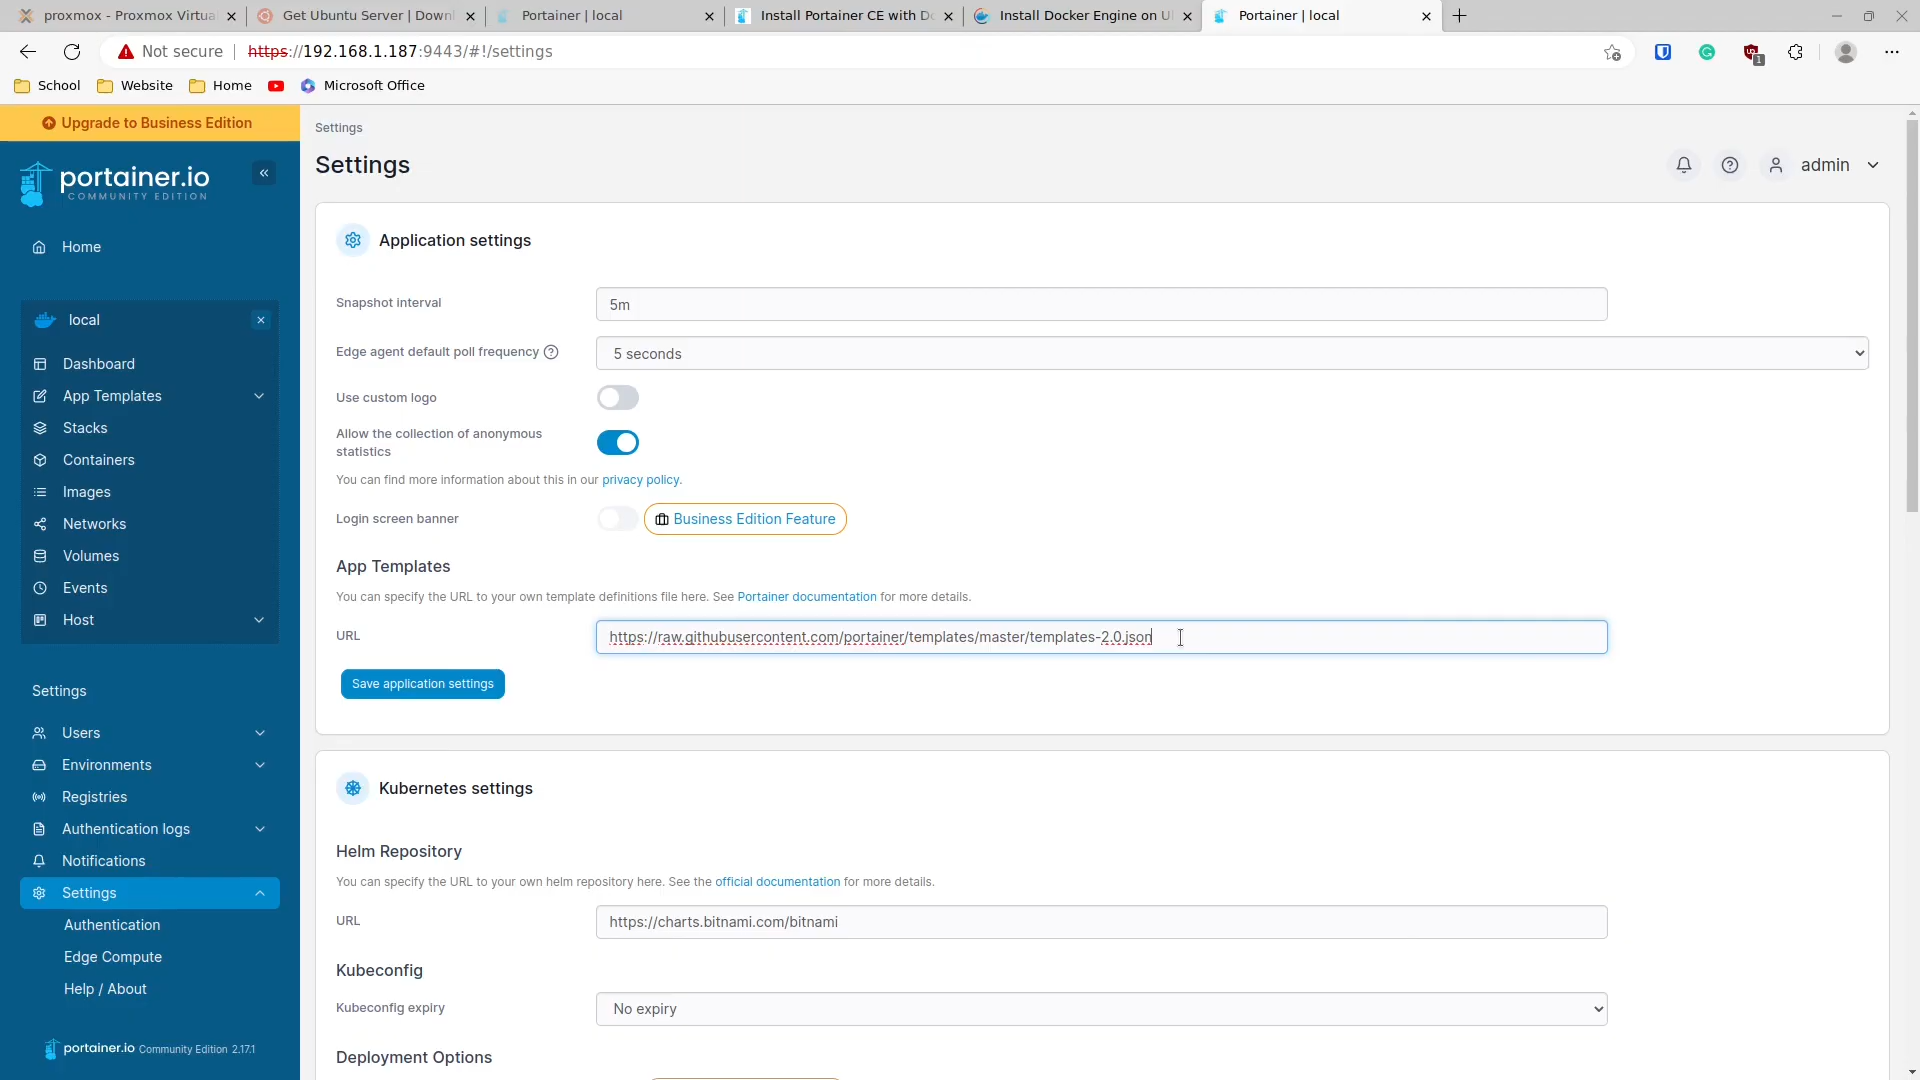 proxmox - Proxmox Virtua
Get Ubuntu Server | Downl
Portainer | local
Install Portainer CE with Do
Install Docker Engine on U
Portainer | local
Not secure
https://192.168.1.187:9443/#!/settings
1
School
Website
Home
Microsoft Office
Upgrade to Business Edition
portainer.io
COMMUNITY EDITION
Home
local
Dashboard
App Templates
Stacks
Containers
Images
Networks
Volumes
Events
Host
Settings
Users
Environments
Registries
Authentication logs
Notifications
Settings
Authentication
Edge Compute
Help / About
portainer.io Community Edition 2.17.1
Settings
Settings
admin
Application settings
Snapshot interval
5m
Edge agent default poll frequency
5 seconds
Use custom logo
Allow the collection of anonymous
statistics
You can find more information about this in our privacy policy.
Login screen banner
Business Edition Feature
App Templates
You can specify the URL to your own template definitions file here. See Portainer documentation for more details.
URL
https://raw.githubusercontent.com/portainer/templates/master/templates-2.0.json
Save application settings
Kubernetes settings
Helm Repository
You can specify the URL to your own helm repository here. See the official documentation for more details.
URL
https://charts.bitnami.com/bitnami
Kubeconfig
Kubeconfig expiry
No expiry
Deployment Options